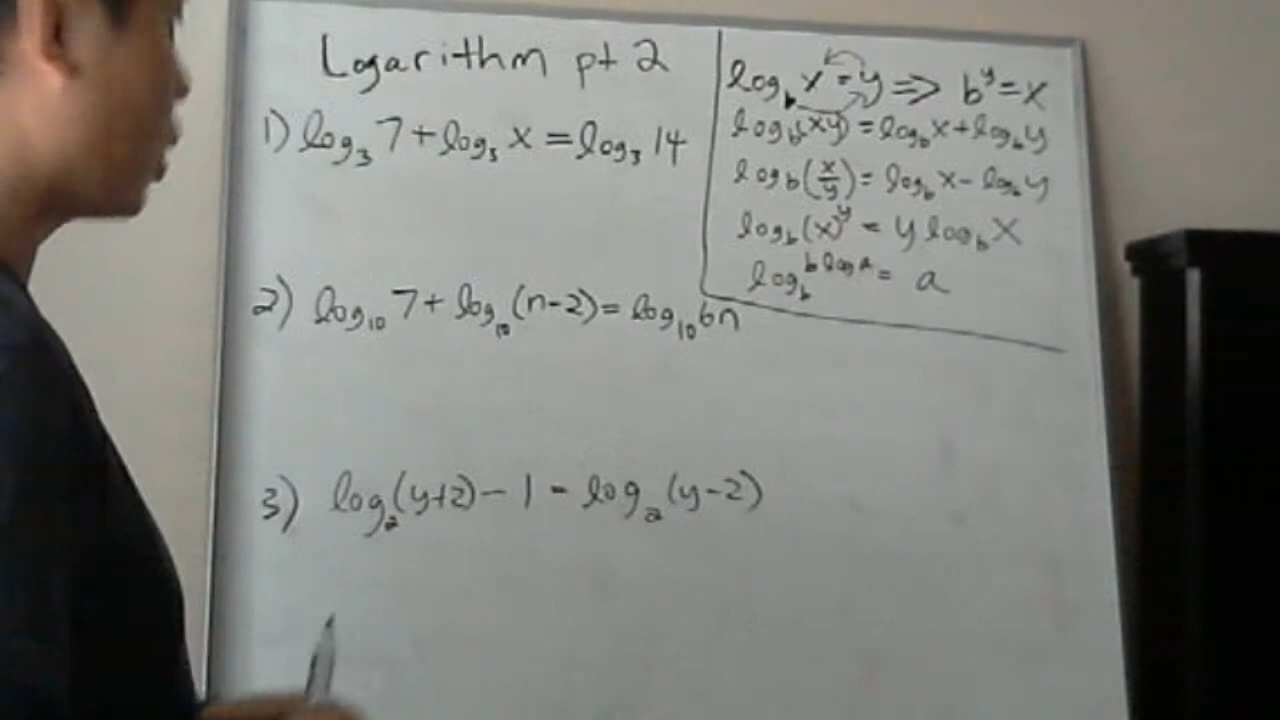 Logarithm pt 2
1) log₃ 7 + log₃ x = log₃ 14
2) log₁₀ 7 + log₁₀ (n-2) = log₁₀ 6n
3) log₂(y+2) - 1 - log₂(y-2)
log_b x = y ⇒ b^y = x
log_b(xy) = log_b x + log_b y
log_b(x/y) = log_b x - log_b y
log_b(x)^y = y log_b x
log_b^(b log a) = a